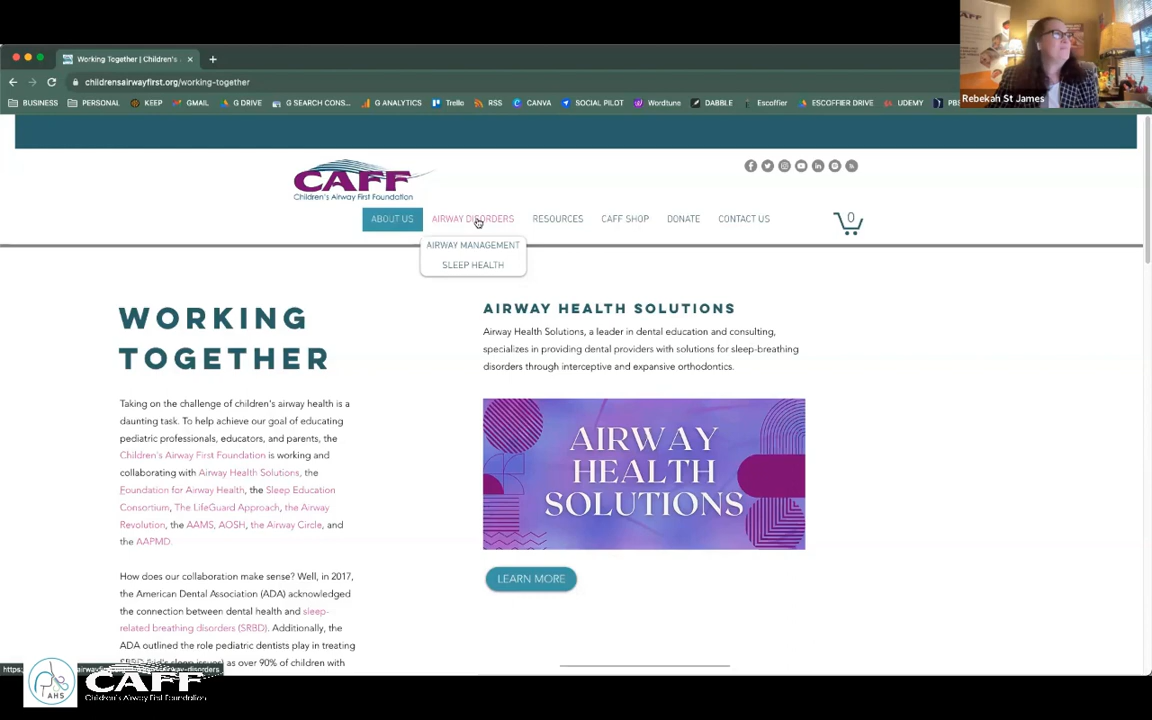 Working Together | Children's
childrensairwayfirst.org/working-together
BUSINESS PERSONAL KEEP GMAIL G DRIVE G SEARCH CONS... G ANALYTICS Trello RSS CANVA SOCIAL PILOT Wordtune DABBLE Escoffier ESCOFFIER DRIVE UDEMY
Rebekah St James
CAFF
Children's Airway First Foundation
ABOUT US AIRWAY DISORDERS RESOURCES CAFF SHOP DONATE CONTACT US 0
AIRWAY MANAGEMENT
SLEEP HEALTH
WORKING
TOGETHER
Taking on the challenge of children's airway health is a
daunting task. To help achieve our goal of educating
pediatric professionals, educators, and parents, the
Children's Airway First Foundation is working and
collaborating with Airway Health Solutions, the
Foundation for Airway Health, the Sleep Education
Consortium, The LifeGuard Approach, the Airway
Revolution, the AAMS, AOSH, the Airway Circle, and
the AAPMD.
How does our collaboration make sense? Well, in 2017,
the American Dental Association (ADA) acknowledged
the connection between dental health and sleep-
related breathing disorders (SRBD). Additionally, the
ADA outlined the role pediatric dentists play in treating
SRBD (kid's sleep issues) as over 90% of children with
AIRWAY HEALTH SOLUTIONS
Airway Health Solutions, a leader in dental education and consulting,
specializes in providing dental providers with solutions for sleep-breathing
disorders through interceptive and expansive orthodontics.
AIRWAY
HEALTH
SOLUTIONS
LEARN MORE
AHS
CAFF
Children's Airway First Foundation